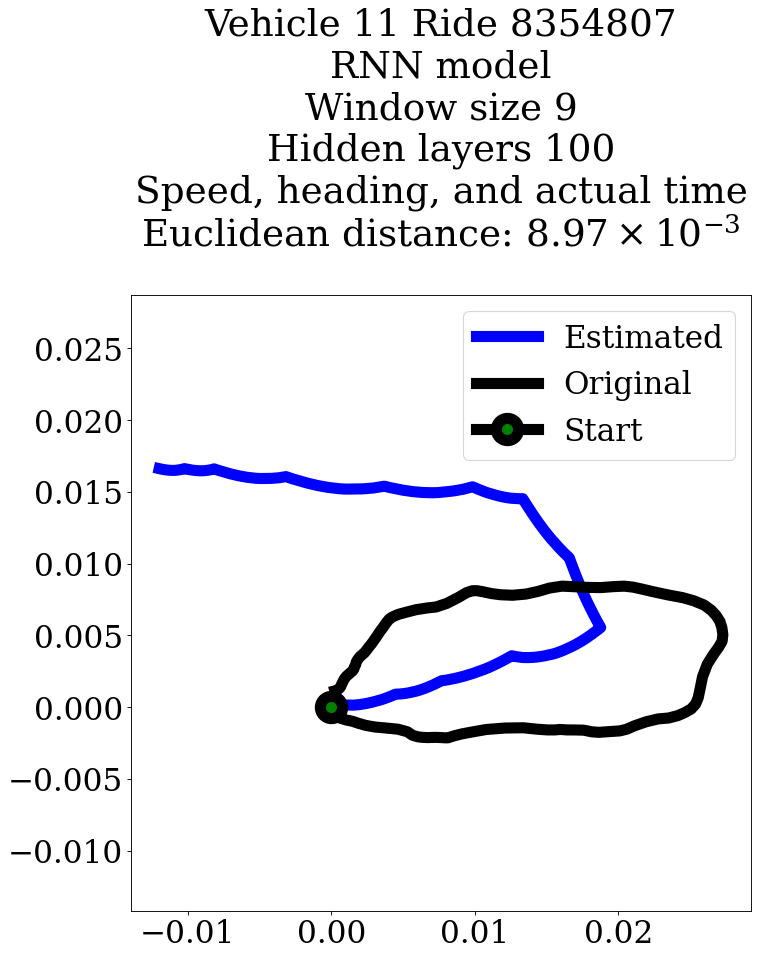 Vehicle 11 Ride 8354807
RNN model
Window size 9
Hidden layers 100
Speed, heading, and actual time
Euclidean distance: 8.97 × 10⁻³
Estimated
Original
Start
0.025
0.020
0.015
0.010
0.005
0.000
−0.005
−0.010
−0.01 0.00 0.01 0.02